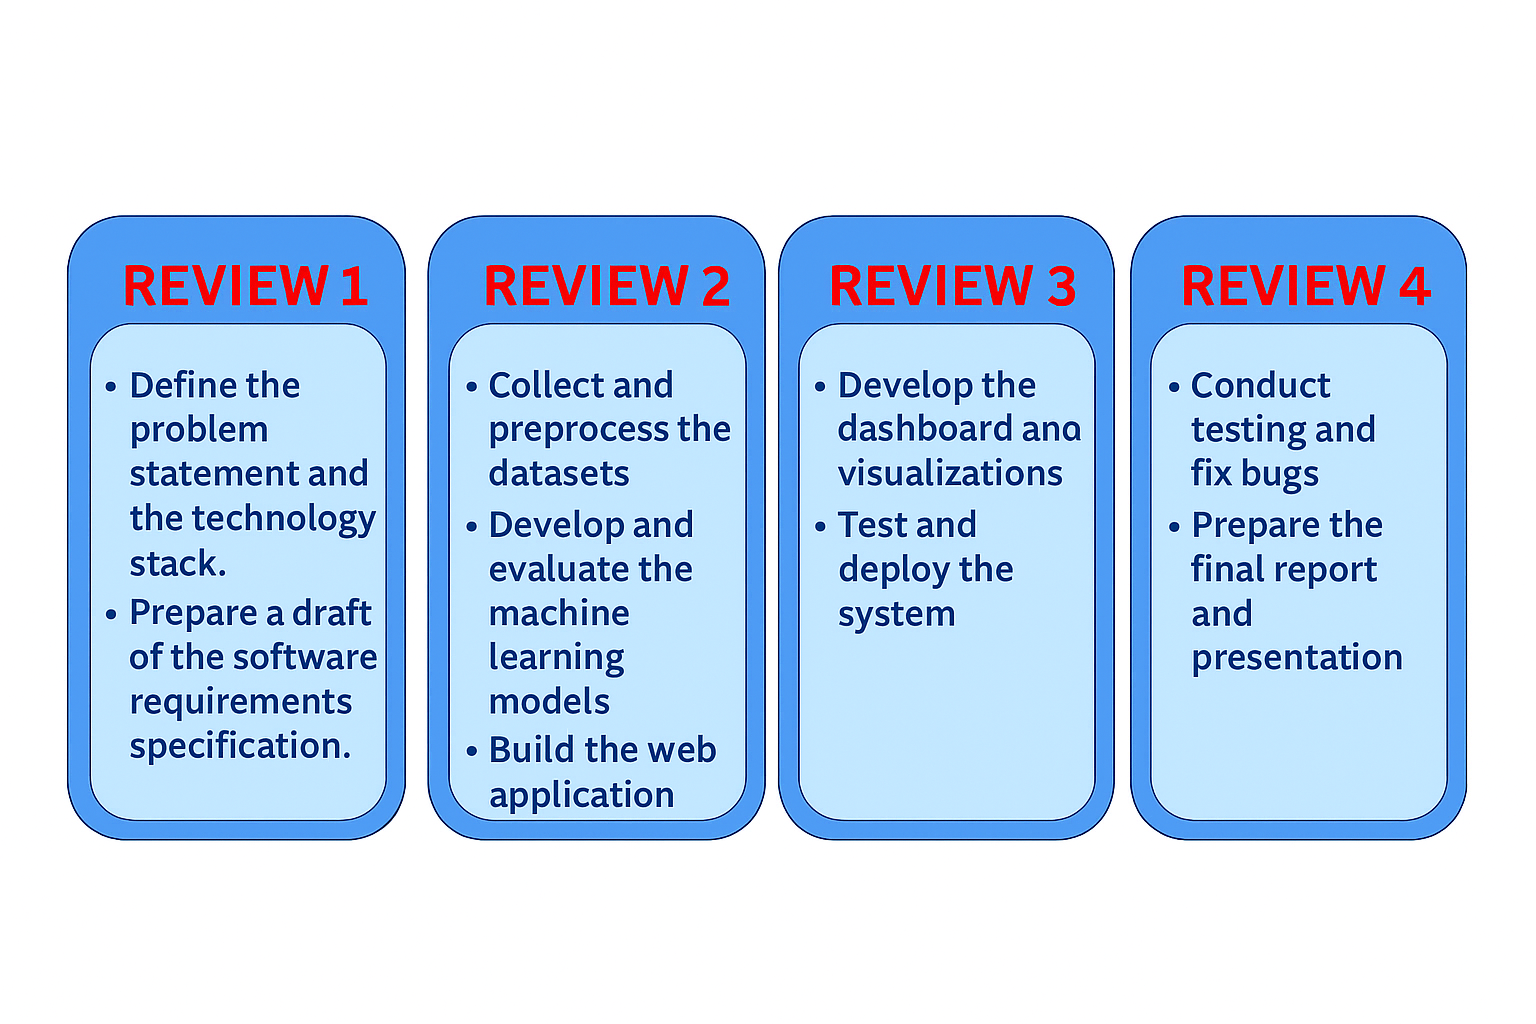 REVIEW 1
• Define the
problem
statement and
the technology
stack.
• Prepare a draft
of the software
requirements
specification.
REVIEW 2
• Collect and
preprocess the
datasets
• Develop and
evaluate the
machine
learning
models
• Build the web
application
REVIEW 3
• Develop the
dashboard and
visualizations
• Test and
deploy the
system
REVIEW 4
• Conduct
testing and
fix bugs
• Prepare the
final report
and
presentation